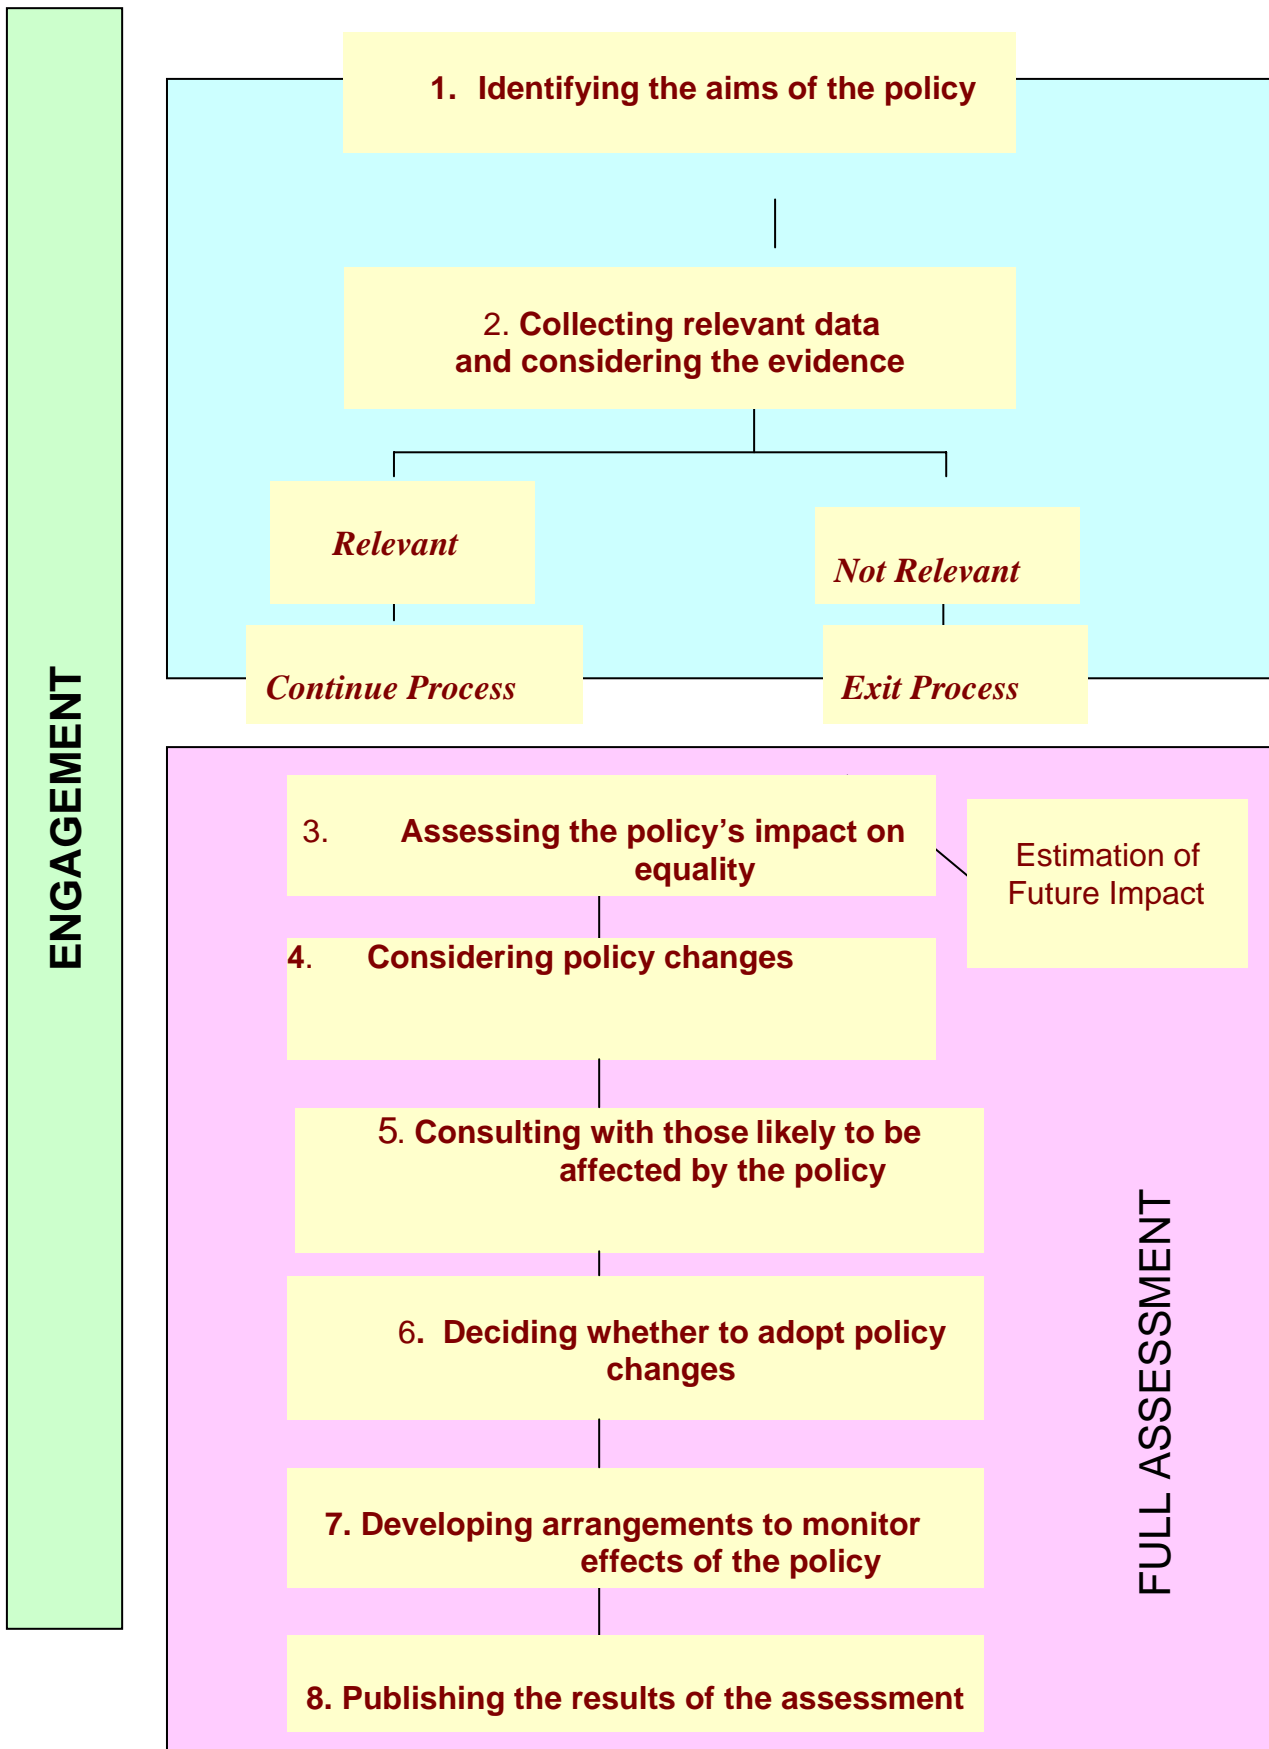 1. Identifying the aims of the policy
2. Collecting relevant data
and considering the evidence
Relevant
Not Relevant
Continue Process
Exit Process
ENGAGEMENT
3. Assessing the policy’s impact on
equality
Estimation of
Future Impact
4. Considering policy changes
5. Consulting with those likely to be
affected by the policy
6. Deciding whether to adopt policy
changes
7. Developing arrangements to monitor
effects of the policy
8. Publishing the results of the assessment
FULL ASSESSMENT